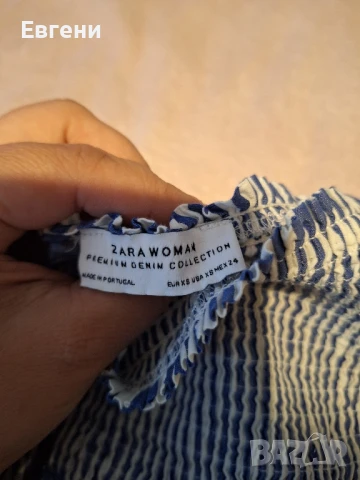 Евгени
ZARA WOMAN
PREMIUM DENIM COLLECTION
MADE IN PORTUGAL
EUR XS USA XS MEX 24
BAZAR